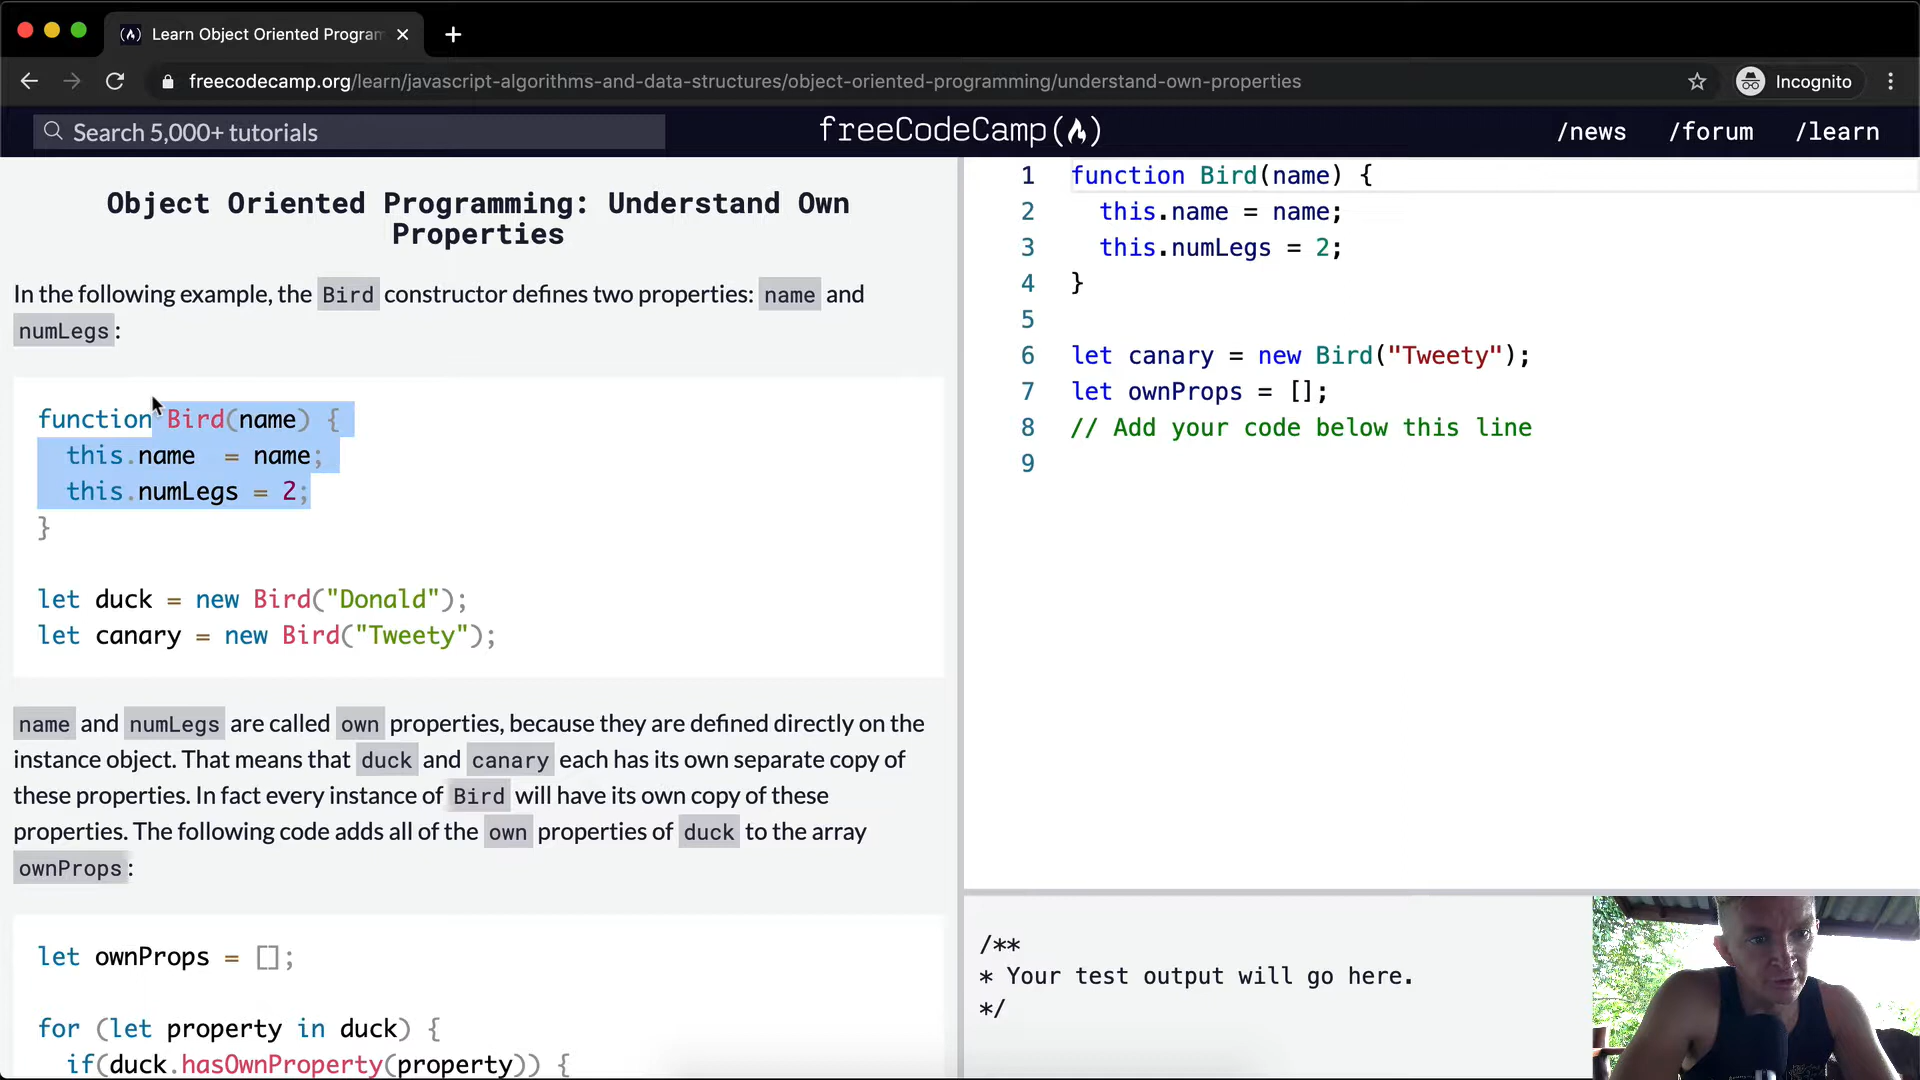 Learn Object Oriented Program
freecodecamp.org/learn/javascript-algorithms-and-data-structures/object-oriented-programming/understand-own-properties
Incognito
Search 5,000+ tutorials
freeCodeCamp(🔥)
/news /forum /learn
Object Oriented Programming: Understand Own
Properties
In the following example, the Bird constructor defines two properties: name and
numLegs:
function Bird(name) {
  this.name  = name;
  this.numLegs = 2;
}
let duck = new Bird("Donald");
let canary = new Bird("Tweety");
name and numLegs are called own properties, because they are defined directly on the
instance object. That means that duck and canary each has its own separate copy of
these properties. In fact every instance of Bird will have its own copy of these
properties. The following code adds all of the own properties of duck to the array
ownProps:
let ownProps = [];
for (let property in duck) {
  if(duck.hasOwnProperty(property)) {
1 function Bird(name) {
2   this.name = name;
3   this.numLegs = 2;
4 }
5
6 let canary = new Bird("Tweety");
7 let ownProps = [];
8 // Add your code below this line
9
/**
* Your test output will go here.
*/